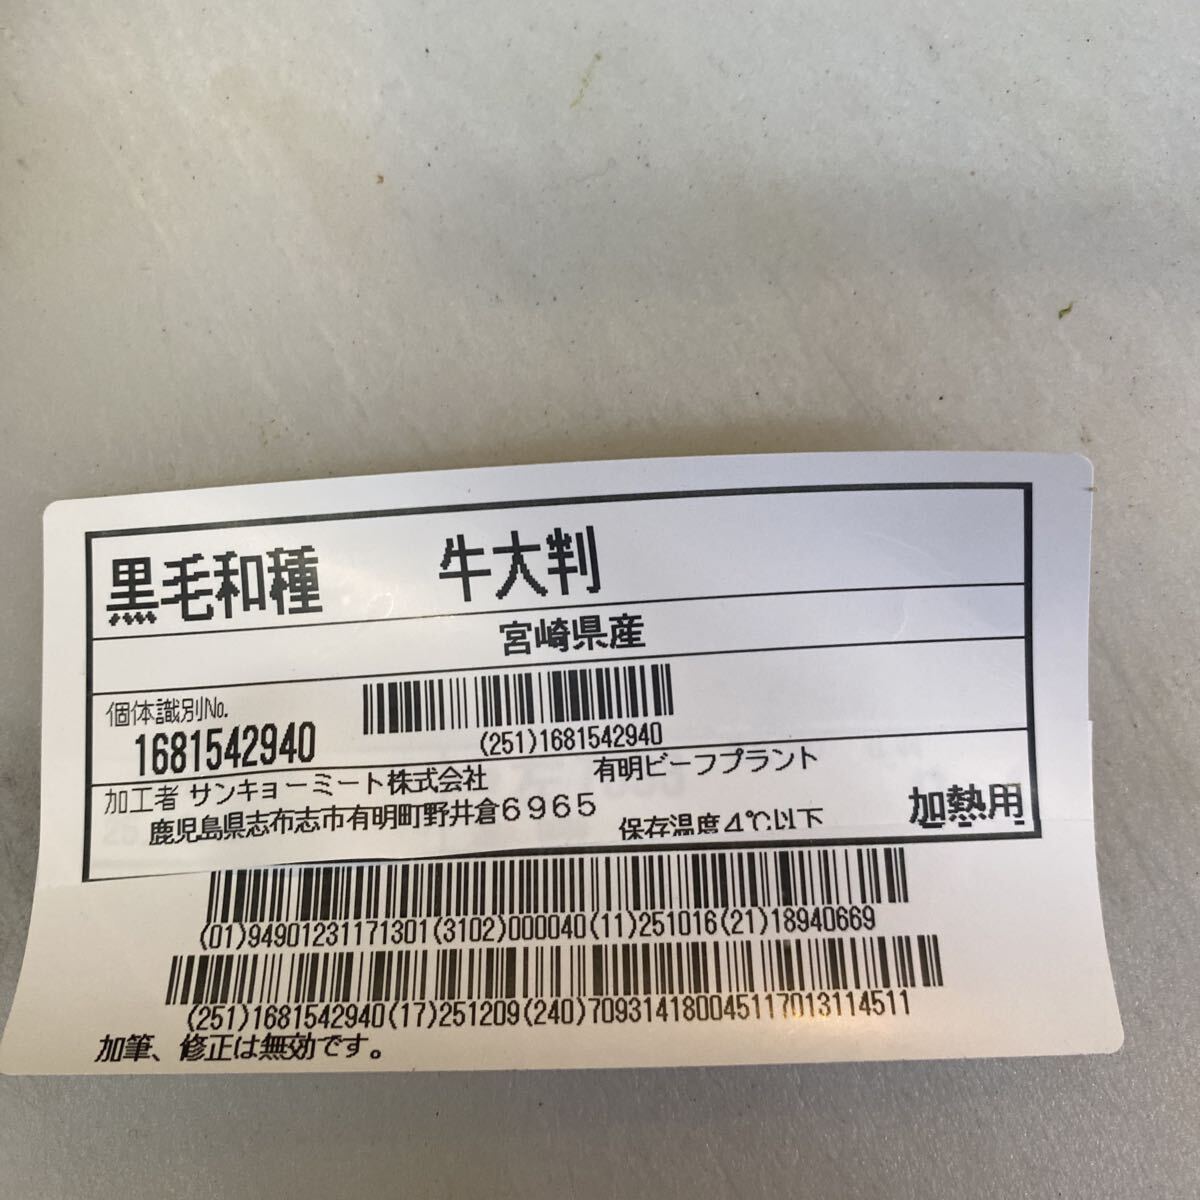 黒毛和種 牛大判
宮崎県産
個体識別No.
1681542940
(251)1681542940
加工者 サンキョーミート株式会社 有明ビーフプラント
鹿児島県志布志市有明町野井倉6965
保存温度4℃以下
加熱用
(01)94901231171301(3102)000040(11)251016(21)18940669
(251)1681542940(17)251209(240)709314180045117013114511
加筆、修正は無効です。